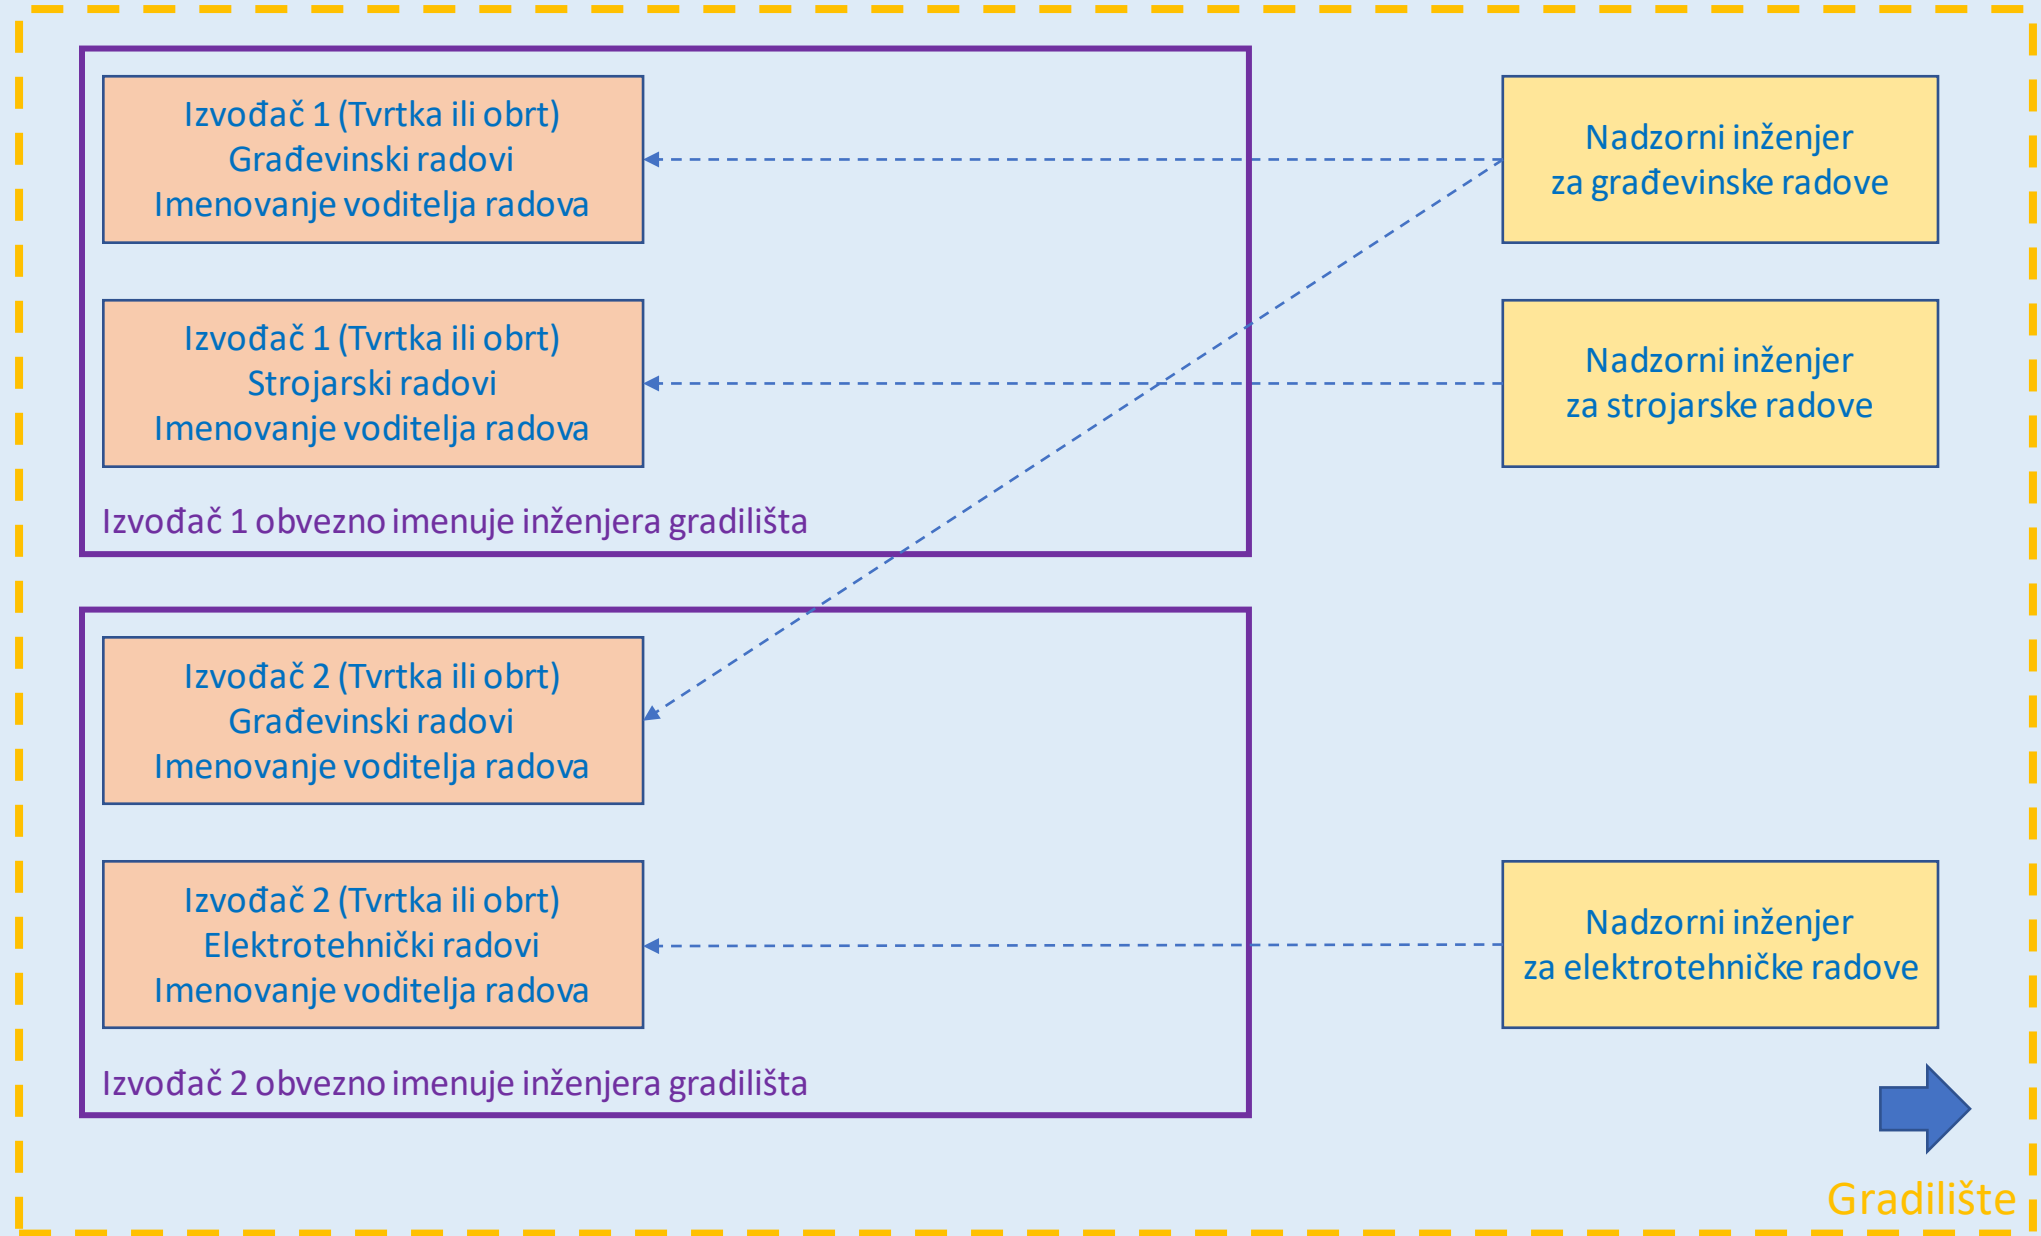 Izvođač 1 (Tvrtka ili obrt)
Građevinski radovi
Imenovanje voditelja radova
Nadzorni inženjer
za građevinske radove
Izvođač 1 (Tvrtka ili obrt)
Strojarski radovi
Imenovanje voditelja radova
Nadzorni inženjer
za strojarske radove
Izvođač 1 obvezno imenuje inženjera gradilišta
Izvođač 2 (Tvrtka ili obrt)
Građevinski radovi
Imenovanje voditelja radova
Izvođač 2 (Tvrtka ili obrt)
Elektrotehnički radovi
Imenovanje voditelja radova
Nadzorni inženjer
za elektrotehničke radove
Izvođač 2 obvezno imenuje inženjera gradilišta
Gradilište